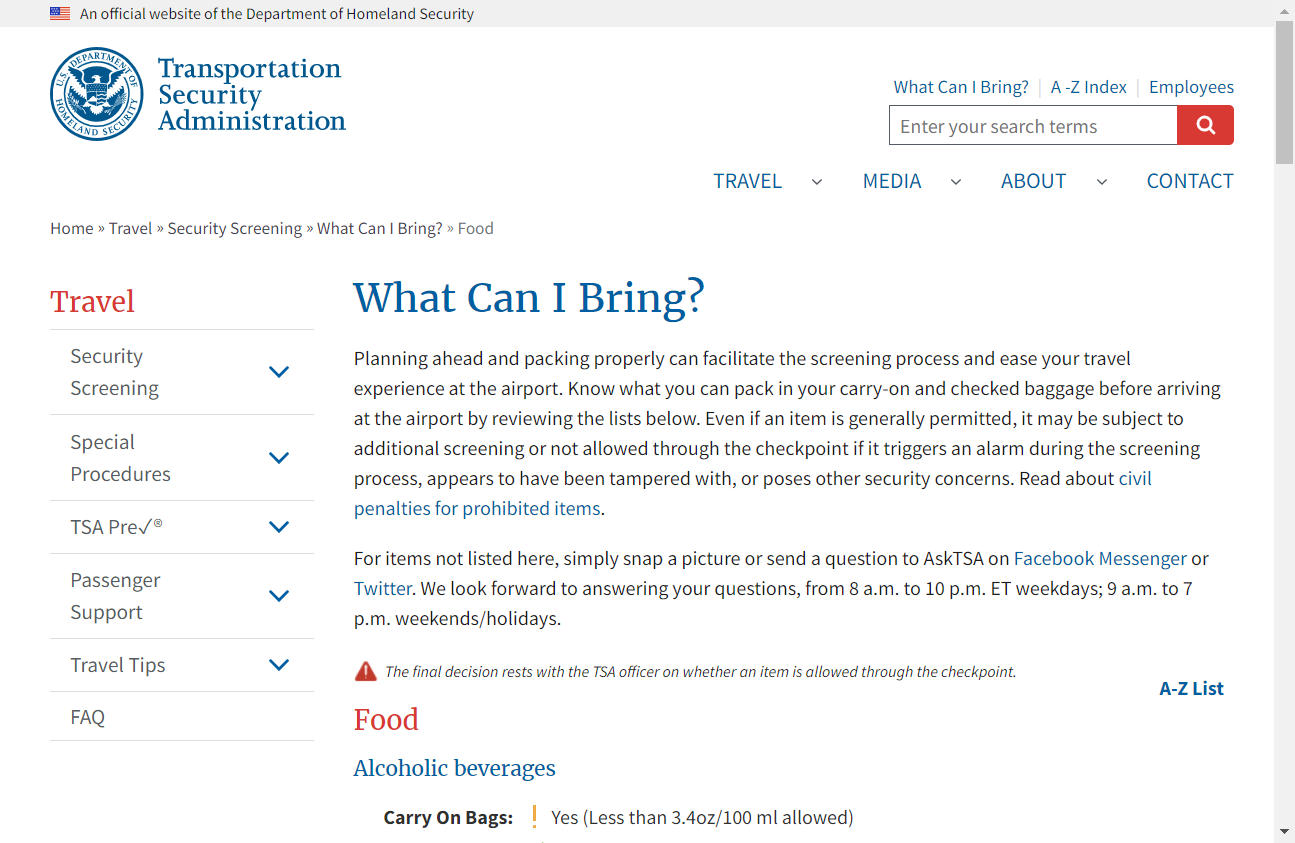 An official website of the Department of Homeland Security
U.S. DEPARTMENT OF HOMELAND SECURITY
Transportation
Security
Administration
What Can I Bring?
A -Z Index
Employees
Enter your search terms
TRAVEL
MEDIA
ABOUT
CONTACT
Home » Travel » Security Screening » What Can I Bring? » Food
Travel
Security
Screening
Special
Procedures
TSA Pre✓®
Passenger
Support
Travel Tips
FAQ
What Can I Bring?
Planning ahead and packing properly can facilitate the screening process and ease your travel
experience at the airport. Know what you can pack in your carry-on and checked baggage before arriving
at the airport by reviewing the lists below. Even if an item is generally permitted, it may be subject to
additional screening or not allowed through the checkpoint if it triggers an alarm during the screening
process, appears to have been tampered with, or poses other security concerns. Read about civil
penalties for prohibited items.
For items not listed here, simply snap a picture or send a question to AskTSA on Facebook Messenger or
Twitter. We look forward to answering your questions, from 8 a.m. to 10 p.m. ET weekdays; 9 a.m. to 7
p.m. weekends/holidays.
The final decision rests with the TSA officer on whether an item is allowed through the checkpoint.
A-Z List
Food
Alcoholic beverages
Carry On Bags: Yes (Less than 3.4oz/100 ml allowed)